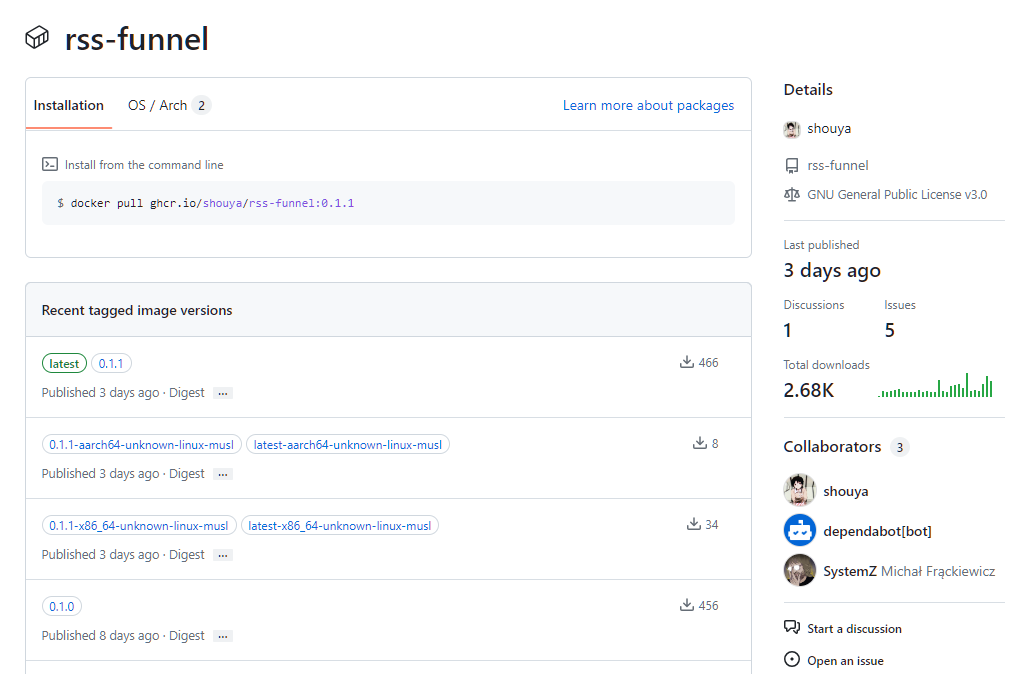 rss-funnel
Installation OS / Arch 2 Learn more about packages
Install from the command line
$ docker pull ghcr.io/shouya/rss-funnel:0.1.1
Recent tagged image versions
latest 0.1.1 466
Published 3 days ago · Digest …
0.1.1-aarch64-unknown-linux-musl latest-aarch64-unknown-linux-musl 8
Published 3 days ago · Digest …
0.1.1-x86_64-unknown-linux-musl latest-x86_64-unknown-linux-musl 34
Published 3 days ago · Digest …
0.1.0 456
Published 8 days ago · Digest …
Details
shouya
rss-funnel
GNU General Public License v3.0
Last published
3 days ago
Discussions Issues
1 5
Total downloads
2.68K
Collaborators 3
shouya
dependabot[bot]
SystemZ Michał Frąckiewicz
Start a discussion
Open an issue